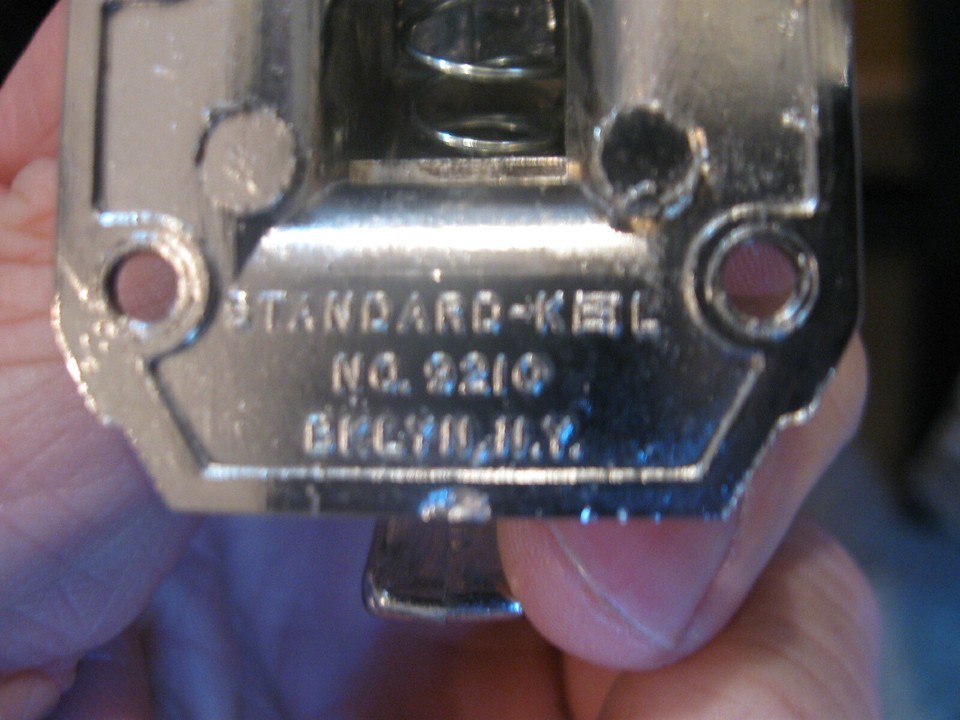 STANDARD-KEIL
NO. 2210
BKLYN., N.Y.